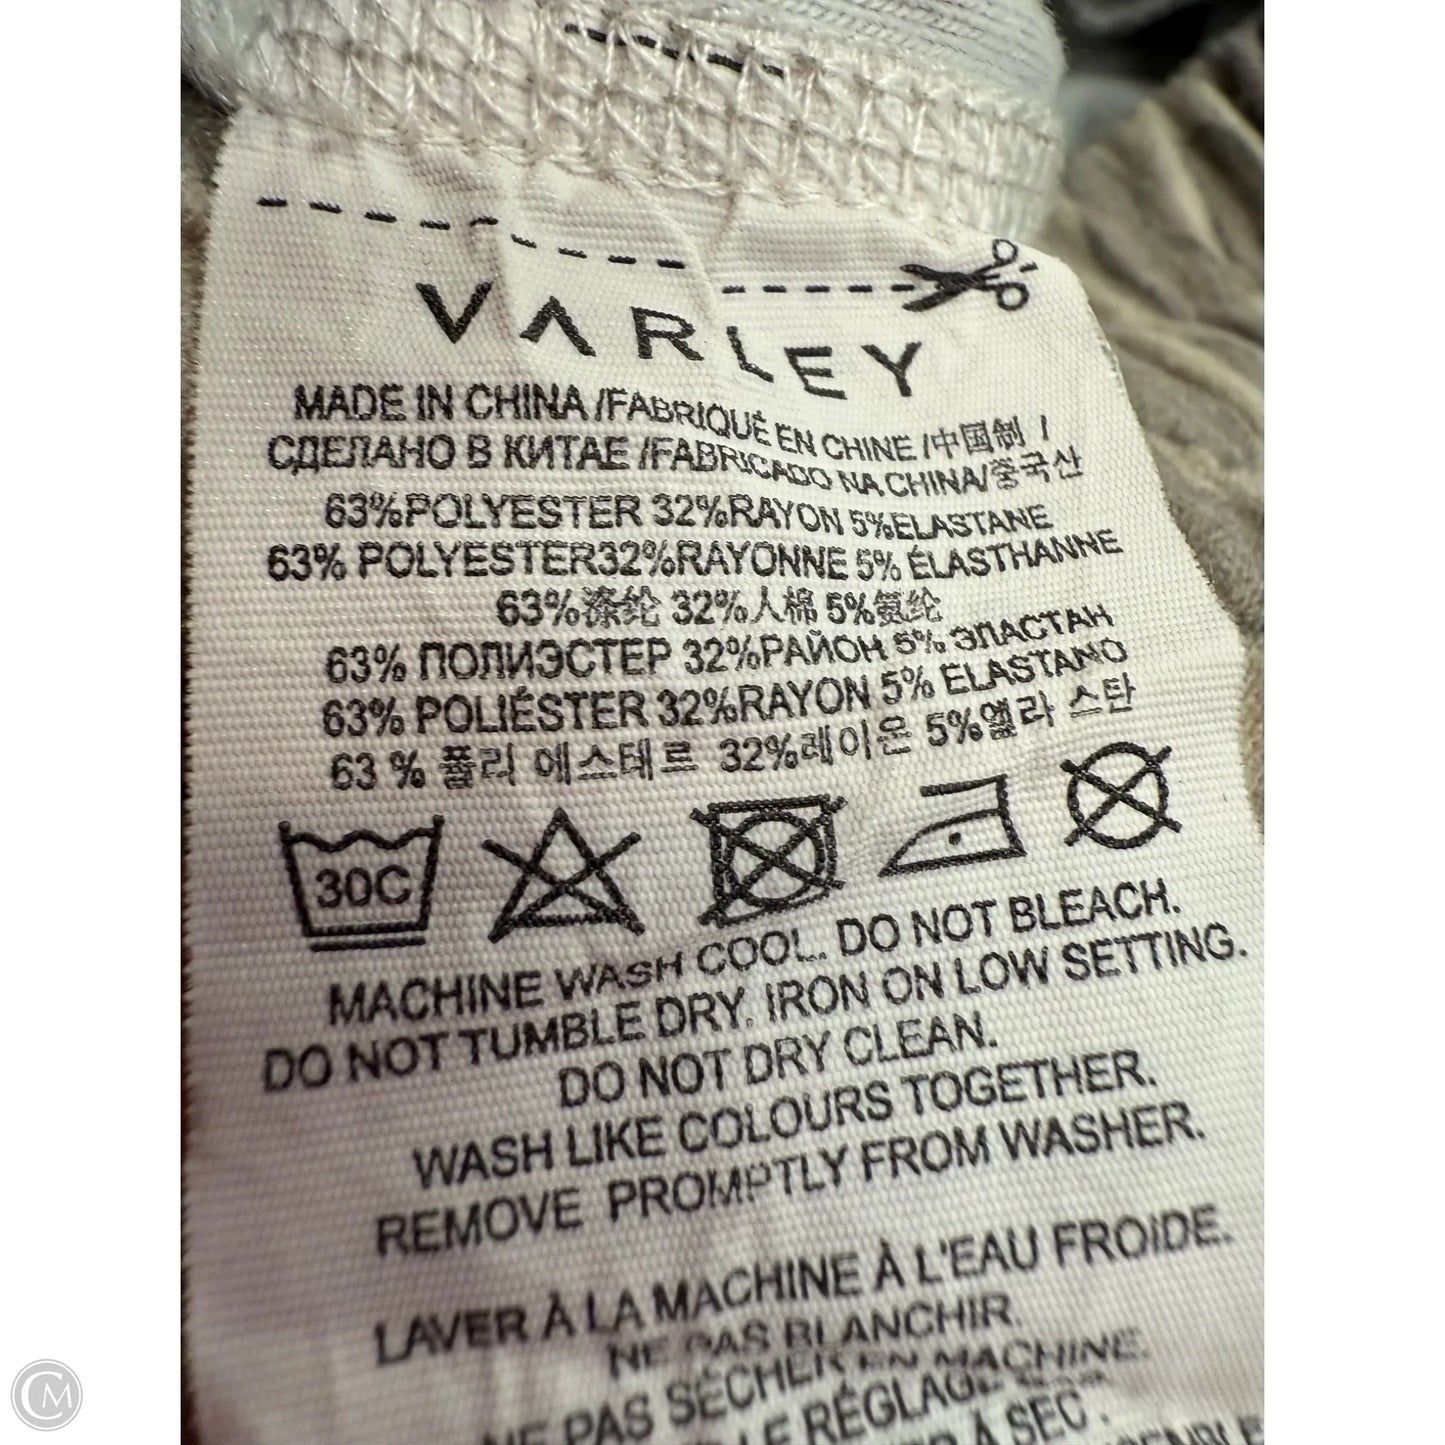 VARLEY
MADE IN CHINA /FABRIQUÉ EN CHINE /中国制 /
СДЕЛАНО В КИТАЕ /FABRICADO NA CHINA/중국산
63%POLYESTER 32%RAYON 5%ELASTANE
63% POLYESTER32%RAYONNE 5% ÉLASTHANNE
63%涤纶 32%人棉 5%氨纶
63% ПОЛИЭСТЕР 32%РАЙОН 5% ЭЛАСТАН
63% POLIÉSTER 32%RAYON 5% ELASTANO
63 % 폴리 에스테르 32%레이온 5%엘라 스탄
30C
MACHINE WASH COOL. DO NOT BLEACH.
DO NOT TUMBLE DRY. IRON ON LOW SETTING.
DO NOT DRY CLEAN.
WASH LIKE COLOURS TOGETHER.
REMOVE PROMPTLY FROM WASHER.
LAVER À LA MACHINE À L'EAU FROIDE.
NE PAS BLANCHIR.
NE PAS SÉCHER EN MACHINE.
LE RÉGLAGE
À SEC.
CM